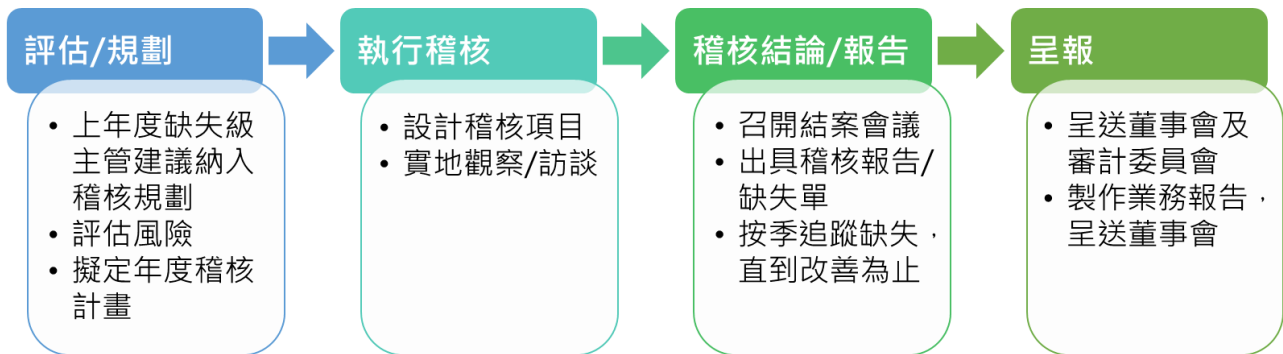 評估/規劃
• 上年度缺失級
主管建議納入
稽核規劃
• 評估風險
• 擬定年度稽核
計畫
執行稽核
• 設計稽核項目
• 實地觀察/訪談
稽核結論/報告
• 召開結案會議
• 出具稽核報告/
缺失單
• 按季追蹤缺失，
直到改善為止
呈報
• 呈送董事會及
審計委員會
• 製作業務報告，
呈送董事會